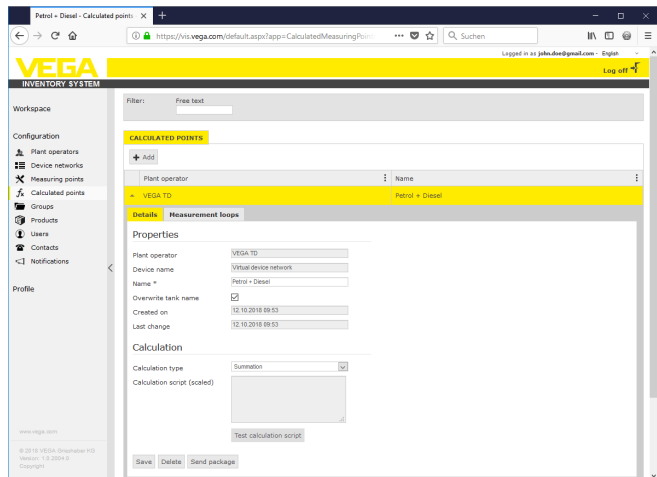 Petrol + Diesel - Calculated points
https://vis.vega.com/default.aspx?app=CalculatedMeasuringPoin
Suchen
Logged in as john.doe@gmail.com - English
VEGA
Log off
INVENTORY SYSTEM
Workspace
Configuration
Plant operators
Device networks
Measuring points
Calculated points
Groups
Products
Users
Contacts
Notifications
Profile
www.vega.com
© 2018 VEGA Grieshaber KG
Version: 1.8.2004.0
Copyright
Filter: Free text
CALCULATED POINTS
+ Add
Plant operator Name
VEGA TD Petrol + Diesel
Details Measurement loops
Properties
Plant operator VEGA TD
Device name Virtual device network
Name * Petrol + Diesel
Overwrite tank name
Created on 12.10.2018 09:53
Last change 12.10.2018 09:53
Calculation
Calculation type Summation
Calculation script (scaled)
Test calculation script
Save Delete Send package